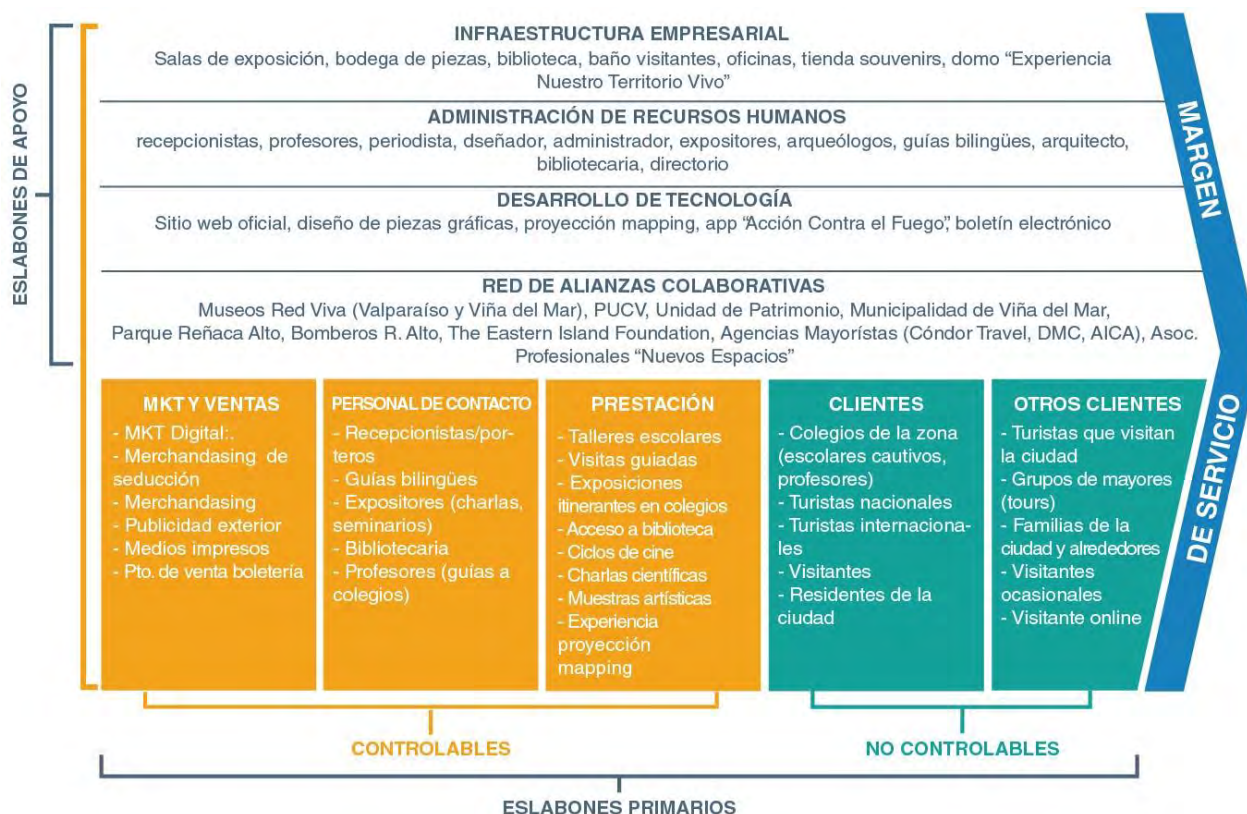 ESLABONES DE APOYO
INFRAESTRUCTURA EMPRESARIAL
Salas de exposición, bodega de piezas, biblioteca, baño visitantes, oficinas, tienda souvenirs, domo “Experiencia
Nuestro Territorio Vivo”
ADMINISTRACIÓN DE RECURSOS HUMANOS
recepcionistas, profesores, periodista, dseñador, administrador, expositores, arqueólogos, guías bilingües, arquitecto,
bibliotecaria, directorio
DESARROLLO DE TECNOLOGÍA
Sitio web oficial, diseño de piezas gráficas, proyección mapping, app “Acción Contra el Fuego”, boletín electrónico
RED DE ALIANZAS COLABORATIVAS
Museos Red Viva (Valparaíso y Viña del Mar), PUCV, Unidad de Patrimonio, Municipalidad de Viña del Mar,
Parque Reñaca Alto, Bomberos R. Alto, The Eastern Island Foundation, Agencias Mayorístas (Cóndor Travel, DMC, AICA), Asoc.
Profesionales “Nuevos Espacios”
MKT Y VENTAS
- MKT Digital:.
- Merchandasing de
seducción
- Merchandasing
- Publicidad exterior
- Medios impresos
- Pto. de venta boletería
PERSONAL DE CONTACTO
- Recepcionistas/por-
teros
- Guías bilingües
- Expositores (charlas,
seminarios)
- Bibliotecaria
- Profesores (guías a
colegios)
PRESTACIÓN
- Talleres escolares
- Visitas guiadas
- Exposiciones
itinerantes en colegios
- Acceso a biblioteca
- Ciclos de cine
- Charlas científicas
- Muestras artísticas
- Experiencia
proyección
mapping
CLIENTES
- Colegios de la zona
(escolares cautivos,
profesores)
- Turistas nacionales
- Turistas internaciona-
les
- Visitantes
- Residentes de la
ciudad
OTROS CLIENTES
- Turistas que visitan
la ciudad
- Grupos de mayores
(tours)
- Familias de la
ciudad y alrededores
- Visitantes
ocasionales
- Visitante online
MARGEN
DE SERVICIO
CONTROLABLES
NO CONTROLABLES
ESLABONES PRIMARIOS